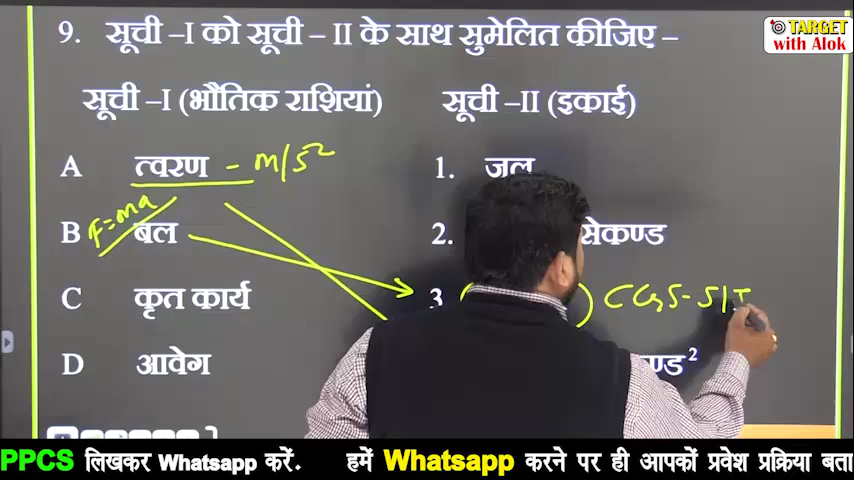 TARGET
with Alok
9. सूची –I को सूची – II के साथ सुमेलित कीजिए –
सूची –I (भौतिक राशियां) सूची –II (इकाई)
A त्वरण - m/s² 1. जूल
B F=ma बल 2. सेकण्ड
C कृत कार्य 3 CGS-SI
D आवेग ण्ड²
PPCS लिखकर Whatsapp करें. हमें Whatsapp करने पर ही आपकों प्रवेश प्रक्रिया बता